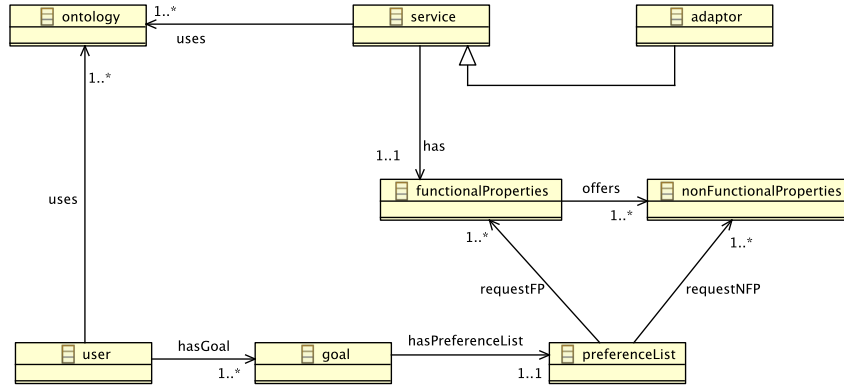 ontology
1..*
uses
service
adaptor
1..*
has
1..1
functionalProperties
offers
1..*
nonFunctionalProperties
uses
1..*
1..*
requestFP
requestNFP
user
hasGoal
1..*
goal
hasPreferenceList
1..1
preferenceList